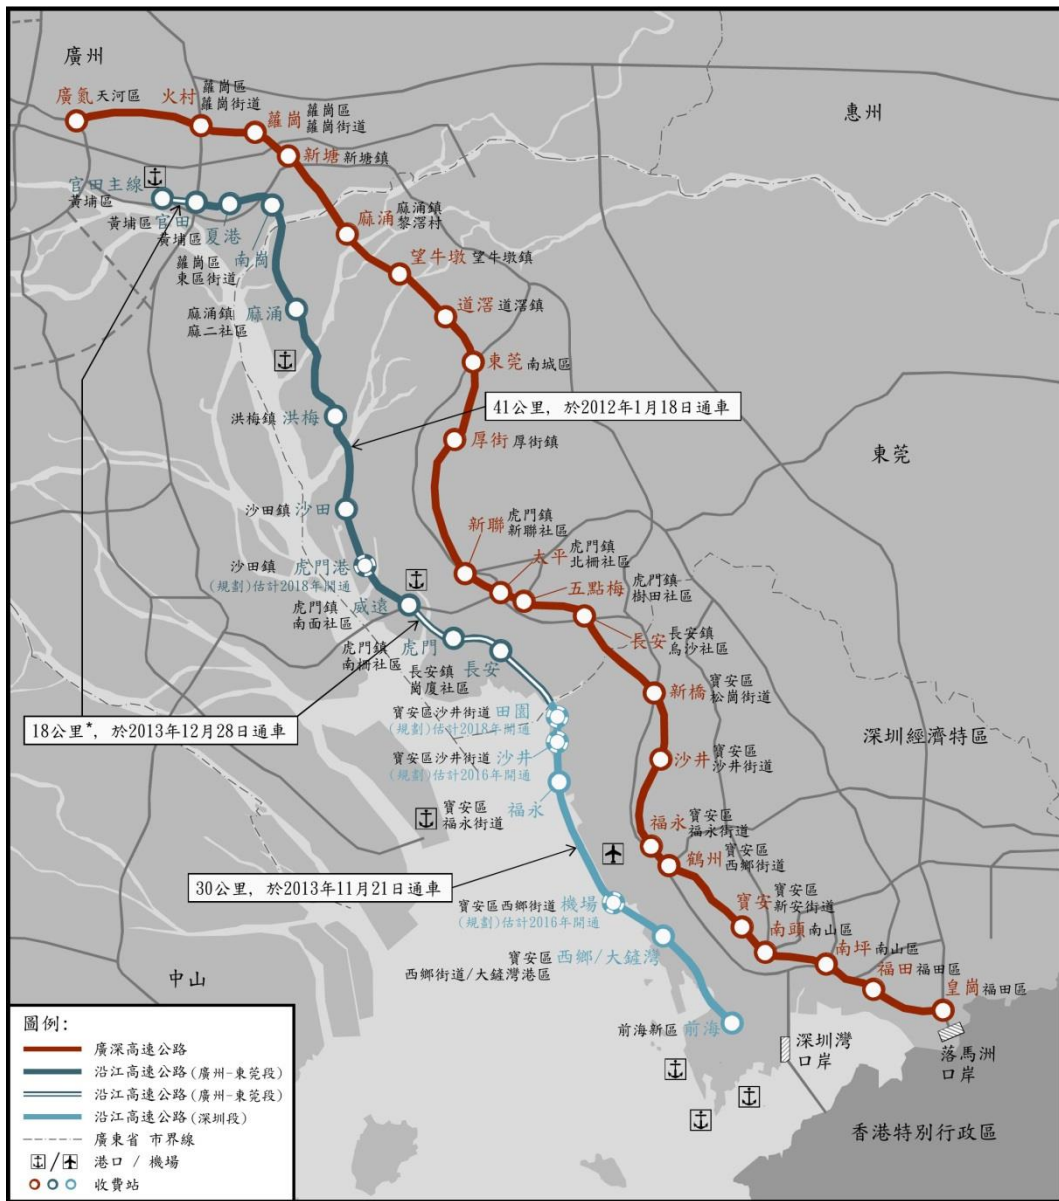 廣州
廣氮 天河區
火村 蘿崗區
蘿崗街道
蘿崗 蘿崗區
蘿崗街道
新塘 新塘鎮
惠州
官田主線
黃埔區
黃埔區 官田
黃埔區 夏港
蘿崗區 南崗
東區街道
麻涌 麻涌鎮
黎滘村
望牛墩 望牛墩鎮
道滘 道滘鎮
麻涌鎮 麻涌
麻二社區
東莞 南城區
41公里, 於2012年1月18日通車
洪梅鎮 洪梅
厚街 厚街鎮
東莞
沙田鎮 沙田
新聯 虎門鎮
新聯社區
太平 虎門鎮
北柵社區
沙田鎮 虎門港
(規劃)估計2018年開通
五點梅 虎門鎮
樹田社區
虎門鎮 威遠
南面社區
虎門鎮 虎門
南柵社區
長安鎮 長安
崗廈社區
長安 長安鎮
烏沙社區
新橋 寶安區
松崗街道
18公里*, 於2013年12月28日通車
寶安區沙井街道 田園
(規劃)估計2018年開通
寶安區沙井街道 沙井
(規劃)估計2016年開通
深圳經濟特區
沙井 寶安區
沙井街道
寶安區 福永
福永街道
福永 寶安區
福永街道
鶴州 寶安區
西鄉街道
30公里, 於2013年11月21日通車
寶安區西鄉街道 機場
(規劃)估計2016年開通
寶安 寶安區
新安街道
南頭 南山區
南坪 南山區
寶安區 西鄉/大鏟灣
西鄉街道/大鏟灣港區
福田 福田區
皇崗 福田區
中山
前海新區 前海
深圳灣
口岸
落馬洲
口岸
香港特別行政區
圖例:
廣深高速公路
沿江高速公路(廣州-東莞段)
沿江高速公路(廣州-東莞段)
沿江高速公路(深圳段)
廣東省 市界線
/ 港口 / 機場
收費站